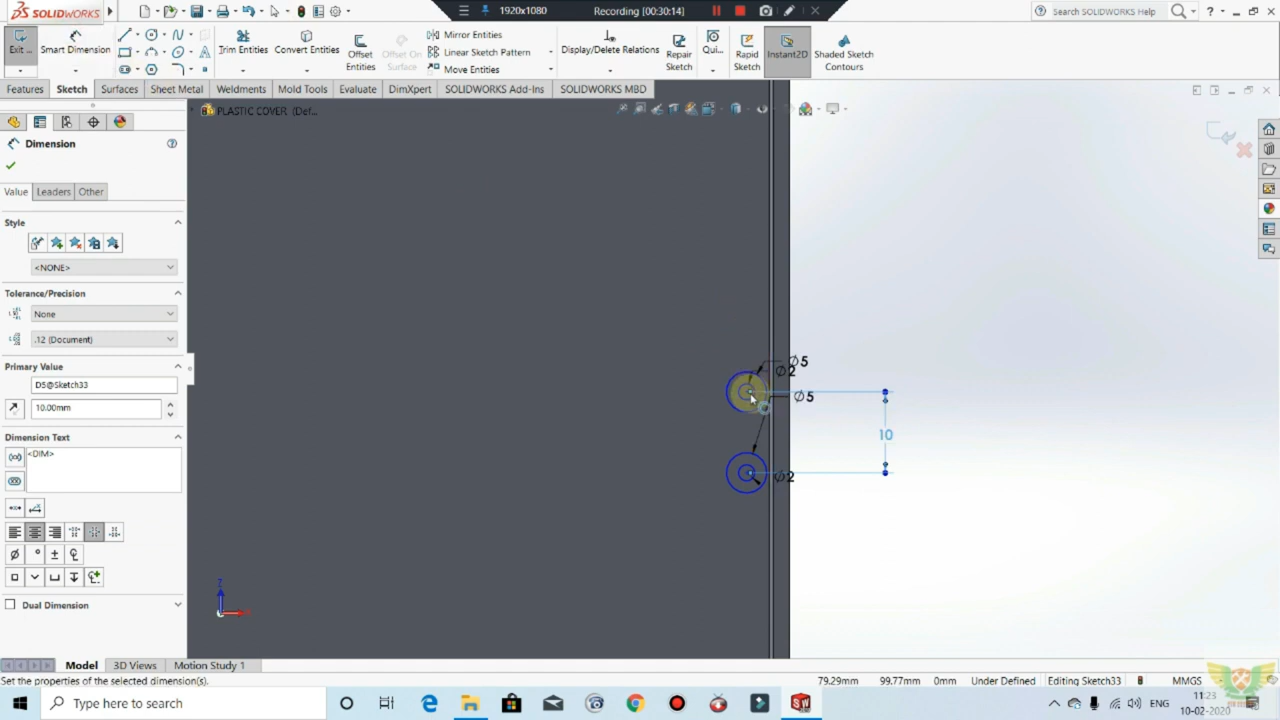 SOLIDWORKS
1920x1080
Recording [00:30:14]
Search SOLIDWORKS Help
Exit ...
Smart Dimension
Trim Entities
Convert Entities
Offset
Entities
Offset On
Surface
Mirror Entities
Linear Sketch Pattern
Move Entities
Display/Delete Relations
Repair
Sketch
Qui...
Rapid
Sketch
Instant2D
Shaded Sketch
Contours
Features
Sketch
Surfaces
Sheet Metal
Weldments
Mold Tools
Evaluate
DimXpert
SOLIDWORKS Add-Ins
SOLIDWORKS MBD
PLASTIC COVER (Def...
Dimension
Value
Leaders
Other
Style
<NONE>
Tolerance/Precision
None
.12 (Document)
Primary Value
D5@Sketch33
10.00mm
Dimension Text
<DIM>
Dual Dimension
∅5
∅2
∅5
10
∅2
Z
Model
3D Views
Motion Study 1
Set the properties of the selected dimension(s).
79.29mm
99.77mm
0mm
Under Defined
Editing Sketch33
MMGS
Type here to search
ENG
11:23
10-02-2020